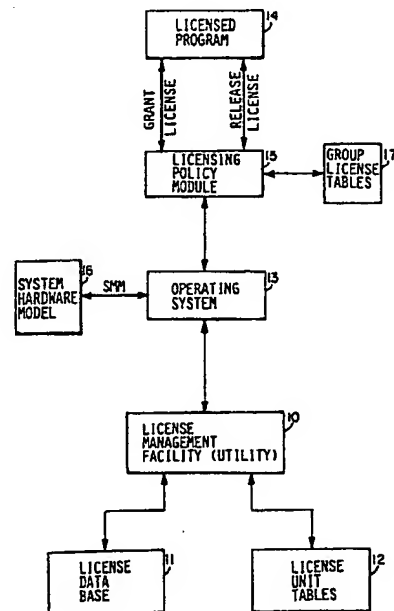 LICENSED
PROGRAM
14
GRANT
LICENSE
RELEASE
LICENSE
LICENSING
POLICY
MODULE
15
GROUP
LICENSE
TABLES
17
SYSTEM
HARDWARE
MODEL
16
SMM
OPERATING
SYSTEM
13
LICENSE
MANAGEMENT
FACILITY (UTILITY)
10
LICENSE
DATA
BASE
11
LICENSE
UNIT
TABLES
12